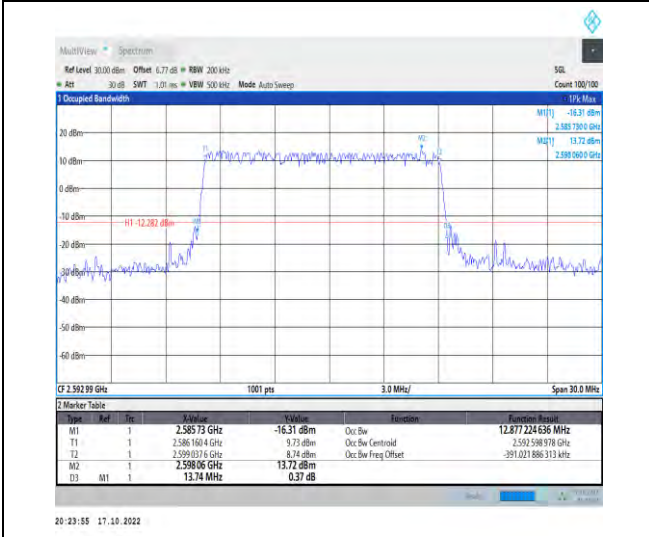 MultiView Spectrum
Ref Level 30.00 dBm Offset 6.77 dB RBW 200 kHz SGL
Att 30 dB SWT 1.01 ms VBW 500 kHz Mode Auto Sweep Count 100/100
1 Occupied Bandwidth 1Pk Max
M1[1] -16.31 dBm
2.585 7300 GHz
20 dBm
M2[1] 13.72 dBm
2.598 0600 GHz
M2
T1
10 dBm
0 dBm
-10 dBm
H1 -12.282 dBm
-20 dBm
-30 dBm
-40 dBm
-50 dBm
-60 dBm
CF 2.592 99 GHz 1001 pts 3.0 MHz/ Span 30.0 MHz
2 Marker Table
Type Ref Trc X-Value Y-Value Function Function Result
M1 1 2.585 73 GHz -16.31 dBm Occ Bw 12.877 224 636 MHz
T1 1 2.586 160 4 GHz 9.73 dBm Occ Bw Centroid 2.592 598 978 GHz
T2 1 2.599 037 6 GHz 8.74 dBm Occ Bw Freq Offset -391.021 886 313 kHz
M2 1 2.598 06 GHz 13.72 dBm
D3 M1 1 13.74 MHz 0.37 dB
20:23:55 17.10.2022